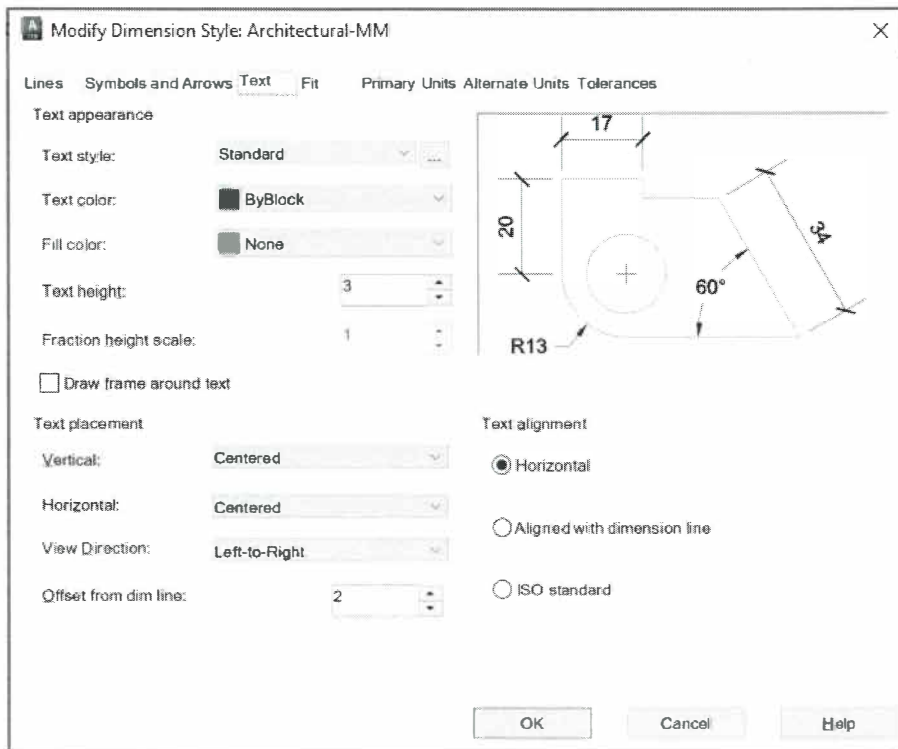 Modify Dimension Style: Architectural-MM
Lines Symbols and Arrows Text Fit Primary Units Alternate Units Tolerances
Text appearance
Text style: Standard ...
Text color: ByBlock
Fill color: None
Text height: 3
Fraction height scale: 1
Draw frame around text
17
20
34
60°
R13
Text placement
Vertical: Centered
Horizontal: Centered
View Direction: Left-to-Right
Offset from dim line: 2
Text alignment
Horizontal
Aligned with dimension line
ISO standard
OK Cancel Help